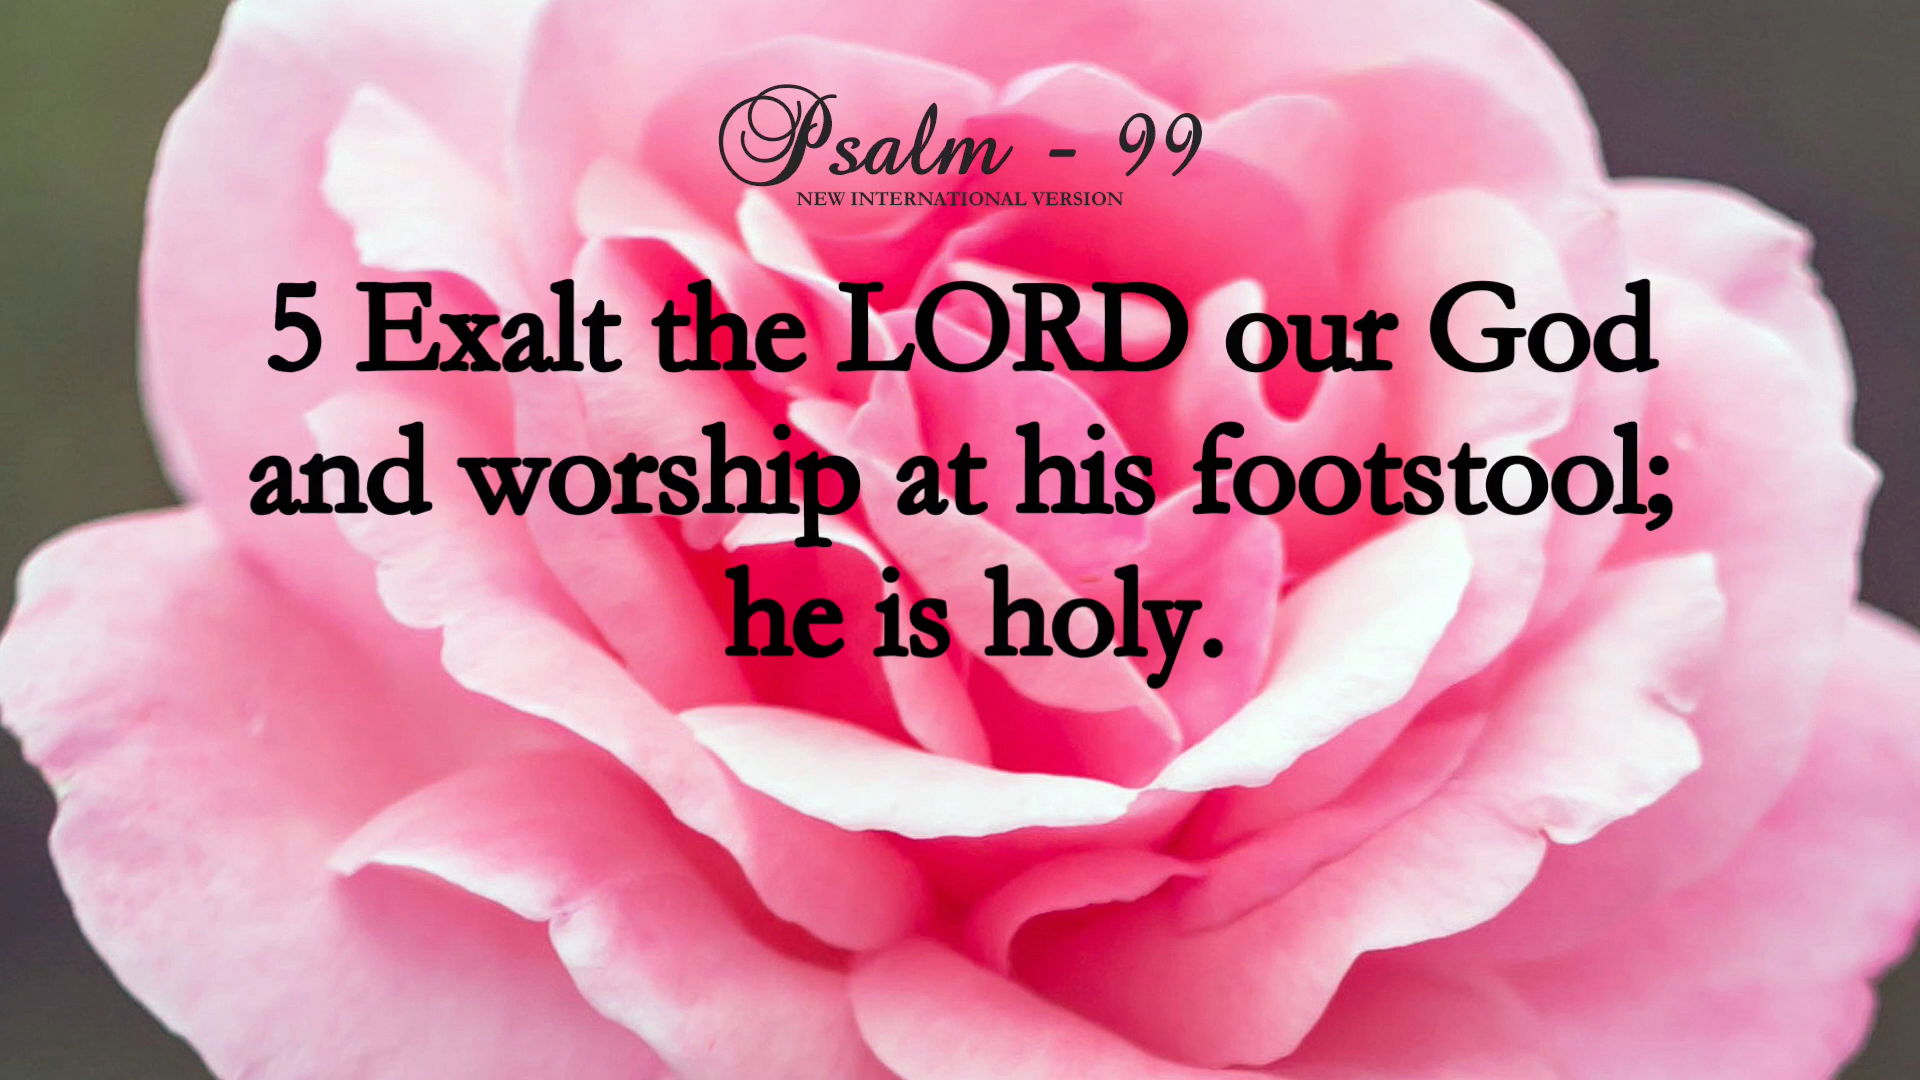 Psalm - 99
NEW INTERNATIONAL VERSION
5 Exalt the LORD our God
and worship at his footstool;
he is holy.